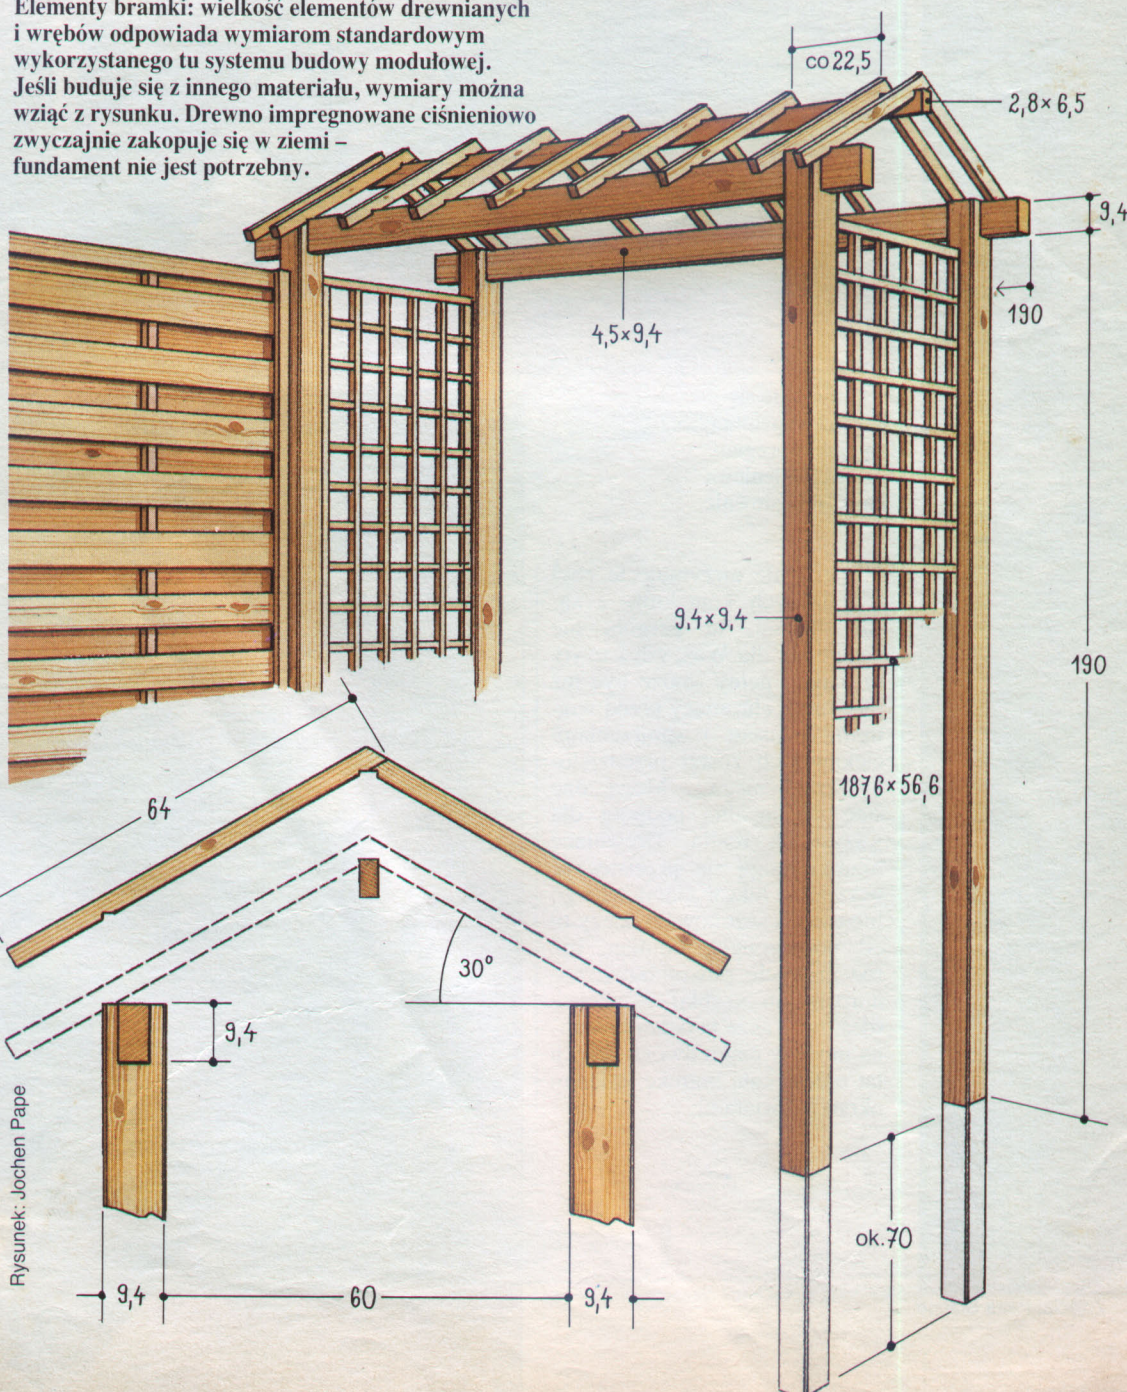 Elementy bramki: wielkość elementów drewnianych
i wrębów odpowiada wymiarom standardowym
wykorzystanego tu systemu budowy modułowej.
Jeśli buduje się z innego materiału, wymiary można
wziąć z rysunku. Drewno impregnowane ciśnieniowo
zwyczajnie zakopuje się w ziemi –
fundament nie jest potrzebny.
co 22,5
2,8×6,5
9,4
190
4,5×9,4
9,4×9,4
190
187,6×56,6
64
30°
9,4
ok.70
9,4
60
9,4
Rysunek: Jochen Pape